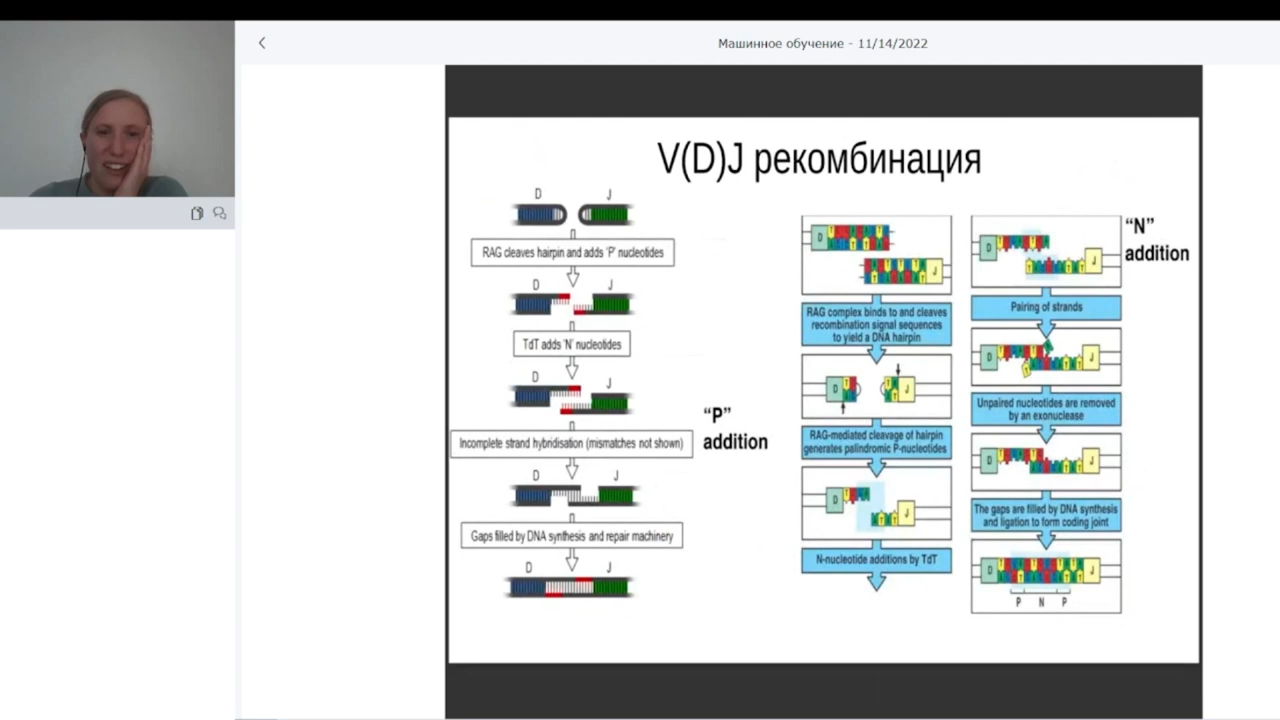 Машинное обучение - 11/14/2022
V(D)J рекомбинация
D J
RAG cleaves hairpin and adds 'P' nucleotides
D J
TdT adds 'N' nucleotides
D J
Incomplete strand hybridisation (mismatches not shown)
D J
Gaps filled by DNA synthesis and repair machinery
D J
“P”
addition
D
J
RAG complex binds to and cleaves
recombination signal sequences
to yield a DNA hairpin
D J
RAG-mediated cleavage of hairpin
generates palindromic P-nucleotides
D
J
N-nucleotide additions by TdT
D
J
Pairing of strands
D J
Unpaired nucleotides are removed
by an exonuclease
D J
The gaps are filled by DNA synthesis
and ligation to form coding joint
D J
P N P
“N”
addition